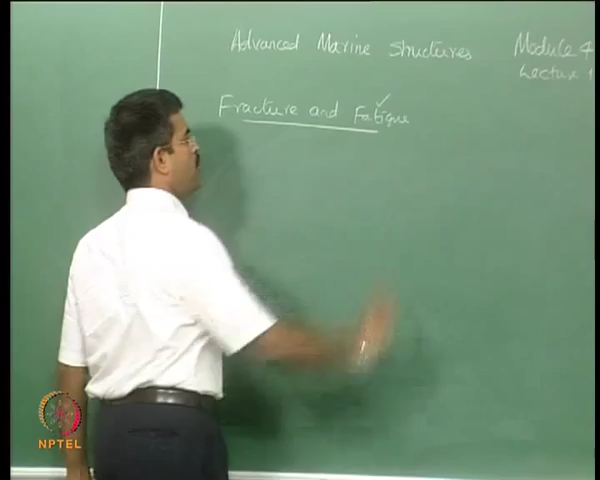 Advanced Marine Structures
Module 4
Lecture 1
Fracture and Fatigue
NPTEL